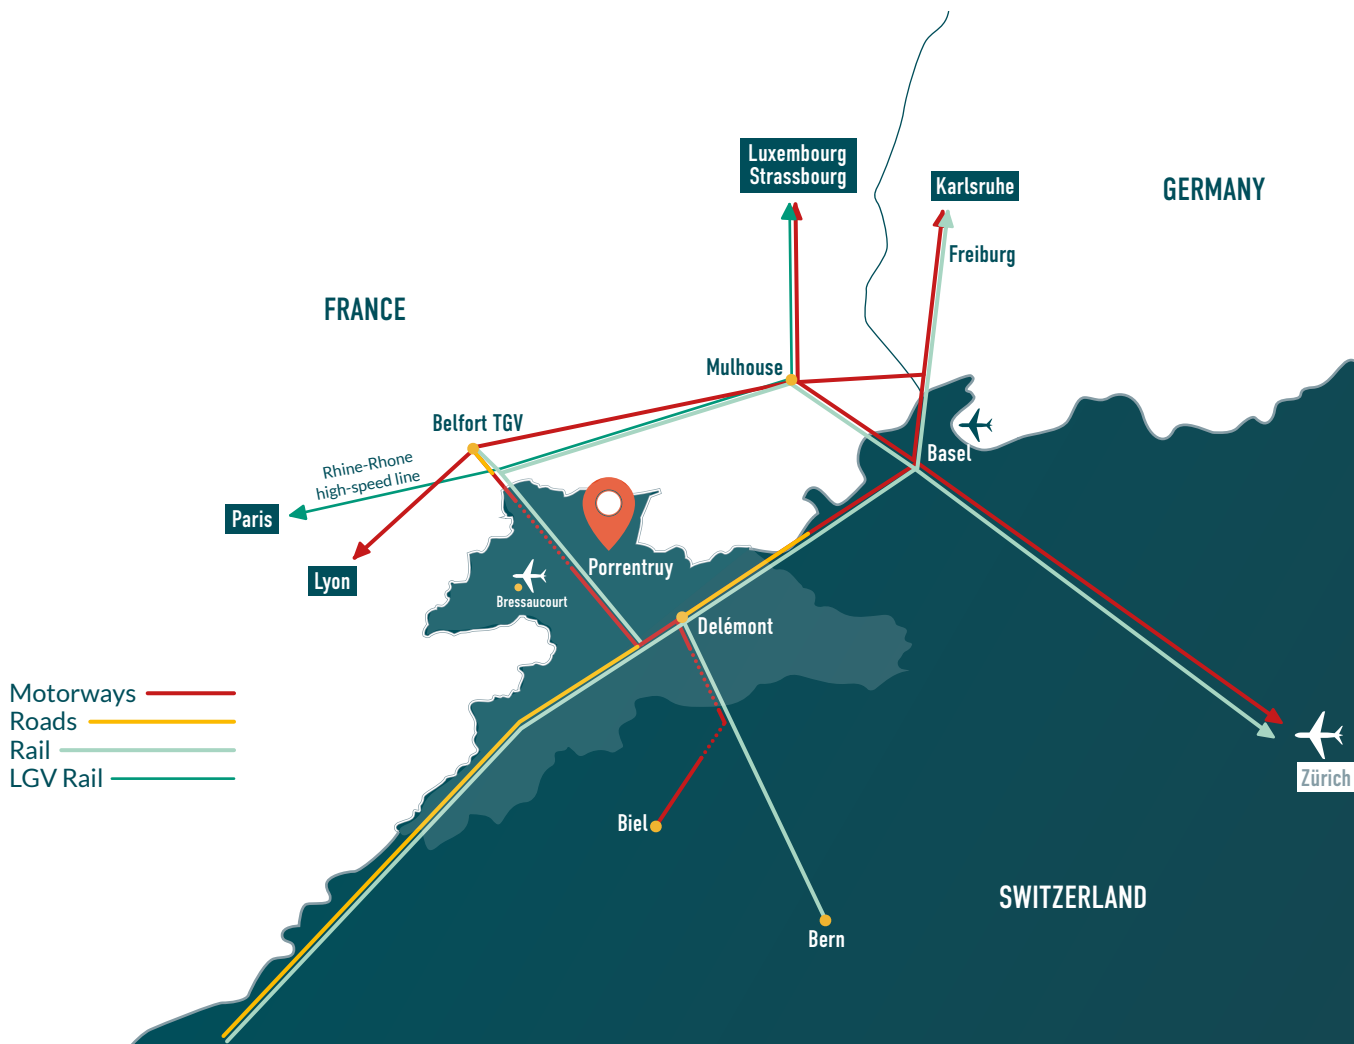 Luxembourg
Strassbourg
Karlsruhe
GERMANY
Freiburg
FRANCE
Mulhouse
Belfort TGV
Rhine-Rhone
high-speed line
Basel
Paris
Lyon
Porrentruy
Bressaucourt
Delémont
Motorways
Roads
Rail
LGV Rail
Zürich
Biel
SWITZERLAND
Bern